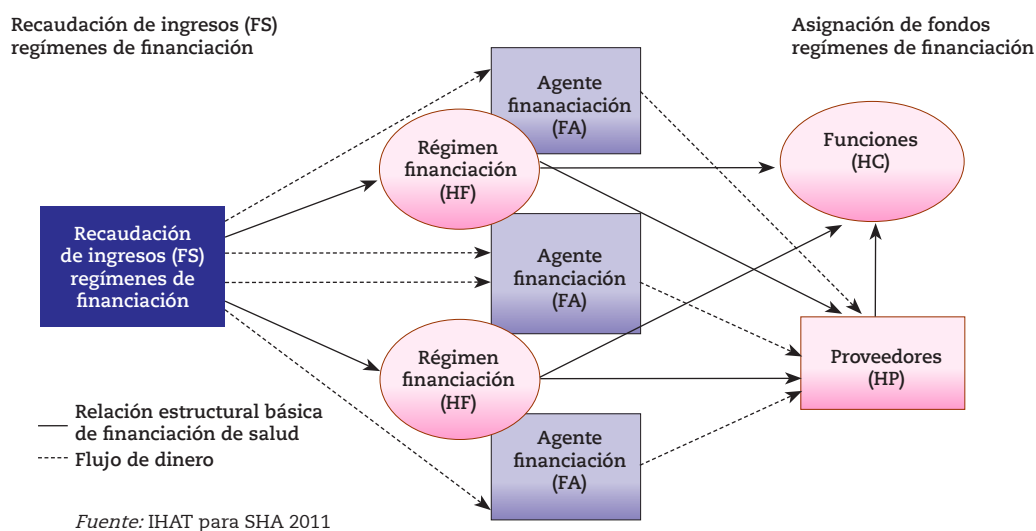 Recaudación de ingresos (FS)
regímenes de financiación
Asignación de fondos
regímenes de financiación
Agente
finanaciación
(FA)
Régimen
financiación
(HF)
Funciones
(HC)
Recaudación
de ingresos (FS)
regímenes de
financiación
Agente
financiación
(FA)
Régimen
financiación
(HF)
Proveedores
(HP)
Agente
financiación
(FA)
Relación estructural básica
de financiación de salud
Flujo de dinero
Fuente: IHAT para SHA 2011